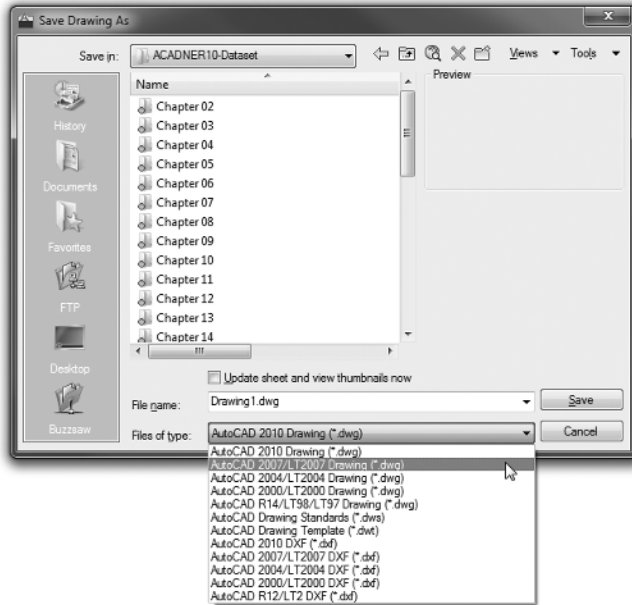 Save Drawing As
Save in:
ACADNER10-Dataset
Views
Tools
History
Documents
Favorites
FTP
Desktop
Buzzsaw
Name
Chapter 02
Chapter 03
Chapter 04
Chapter 05
Chapter 06
Chapter 07
Chapter 08
Chapter 09
Chapter 10
Chapter 11
Chapter 12
Chapter 13
Chapter 14
Preview
Update sheet and view thumbnails now
File name:
Drawing1.dwg
Save
Files of type:
AutoCAD 2010 Drawing (*.dwg)
Cancel
AutoCAD 2010 Drawing (*.dwg)
AutoCAD 2007/LT2007 Drawing (*.dwg)
AutoCAD 2004/LT2004 Drawing (*.dwg)
AutoCAD 2000/LT2000 Drawing (*.dwg)
AutoCAD R14/LT98/LT97 Drawing (*.dwg)
AutoCAD Drawing Standards (*.dws)
AutoCAD Drawing Template (*.dwt)
AutoCAD 2010 DXF (*.dxf)
AutoCAD 2007/LT2007 DXF (*.dxf)
AutoCAD 2004/LT2004 DXF (*.dxf)
AutoCAD 2000/LT2000 DXF (*.dxf)
AutoCAD R12/LT2 DXF (*.dxf)